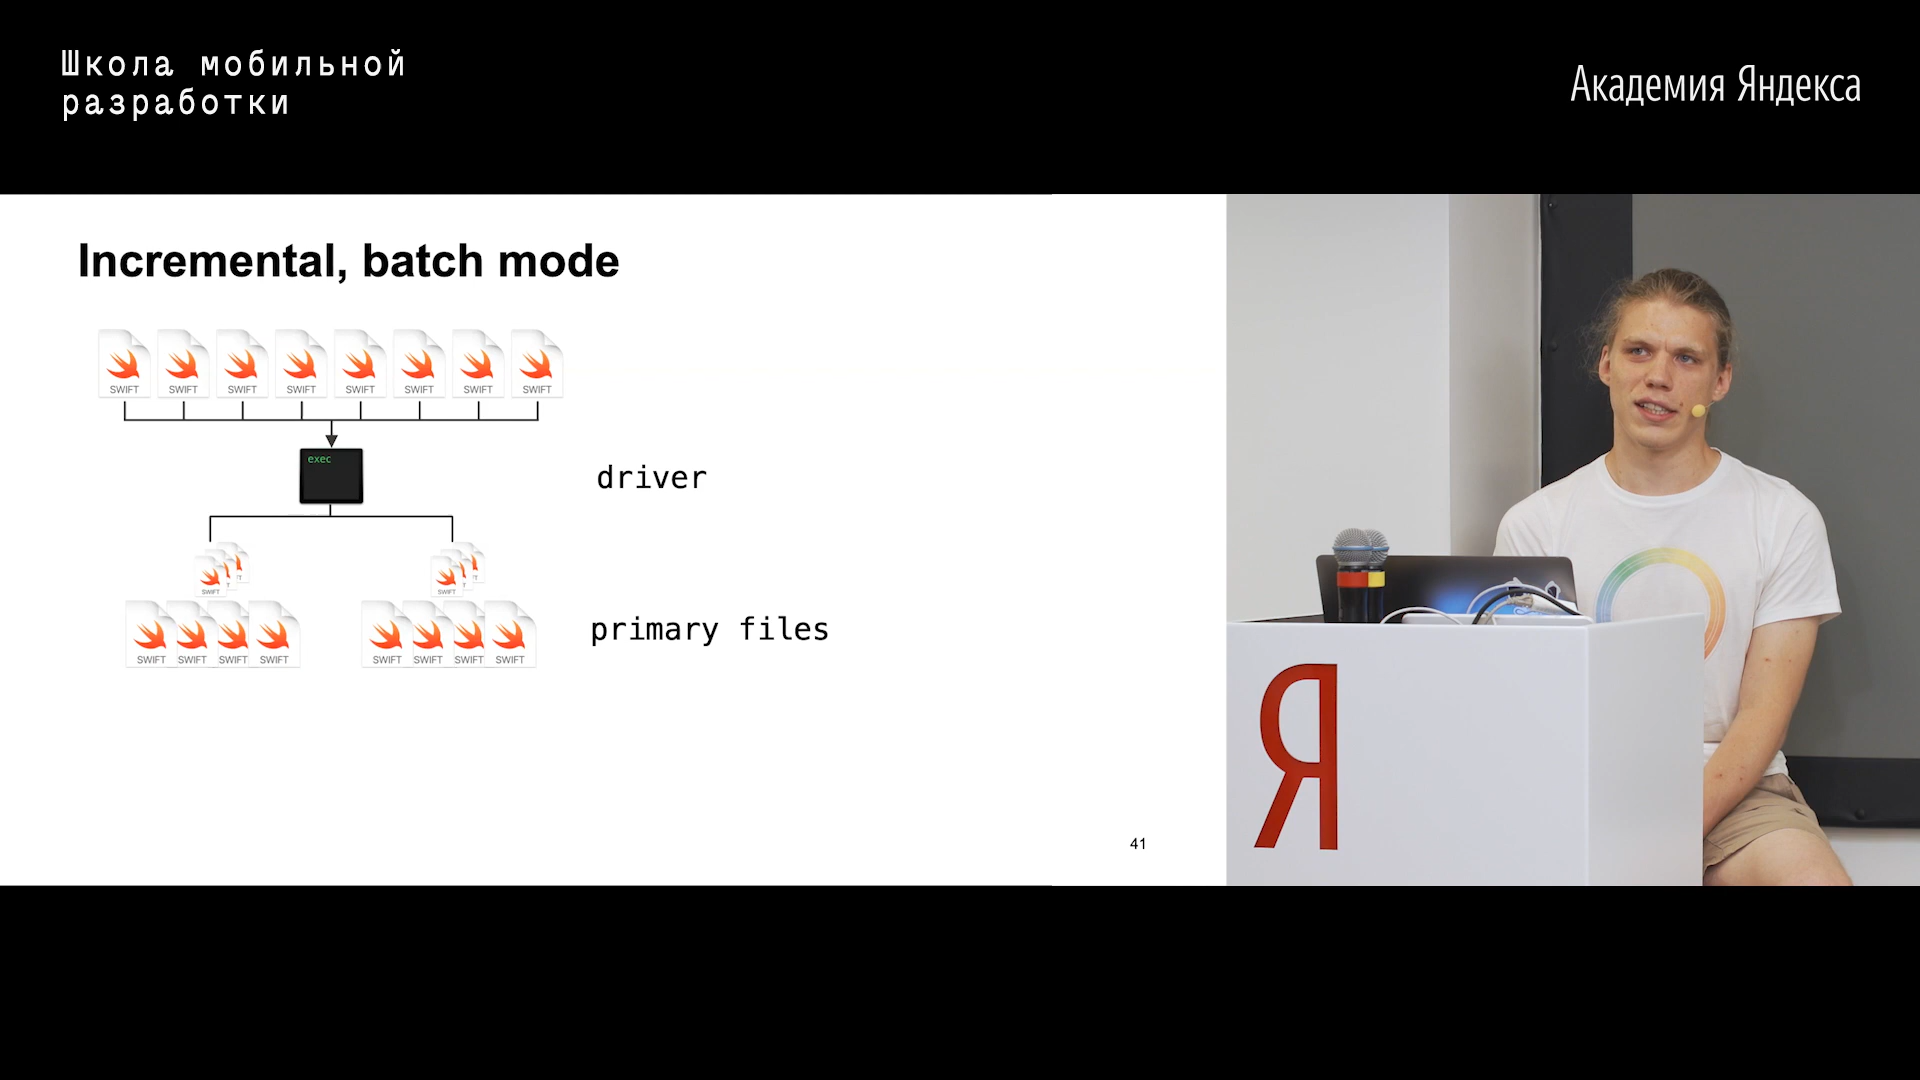 Школа мобильной
разработки
Академия Яндекса
Incremental, batch mode
SWIFT SWIFT SWIFT SWIFT SWIFT SWIFT SWIFT SWIFT
exec
driver
SWIFT SWIFT
primary files
SWIFT SWIFT SWIFT SWIFT SWIFT SWIFT SWIFT SWIFT
41
Я